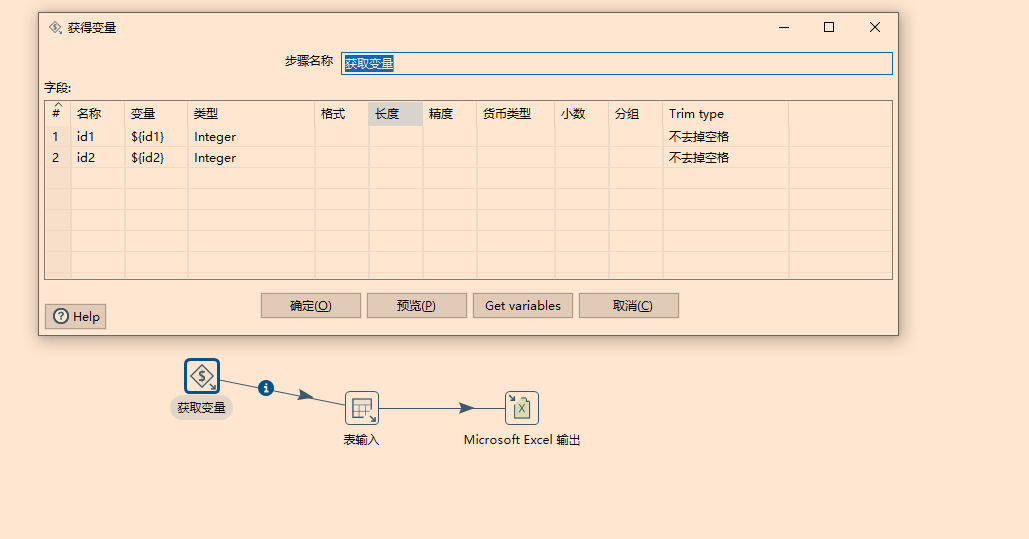 获得变量
步骤名称 获取变量
字段:
# 名称 变量 类型 格式 长度 精度 货币类型 小数 分组 Trim type
1 id1 ${id1} Integer 不去掉空格
2 id2 ${id2} Integer 不去掉空格
确定(O) 预览(P) Get variables 取消(C)
Help
获取变量
表输入 Microsoft Excel 输出